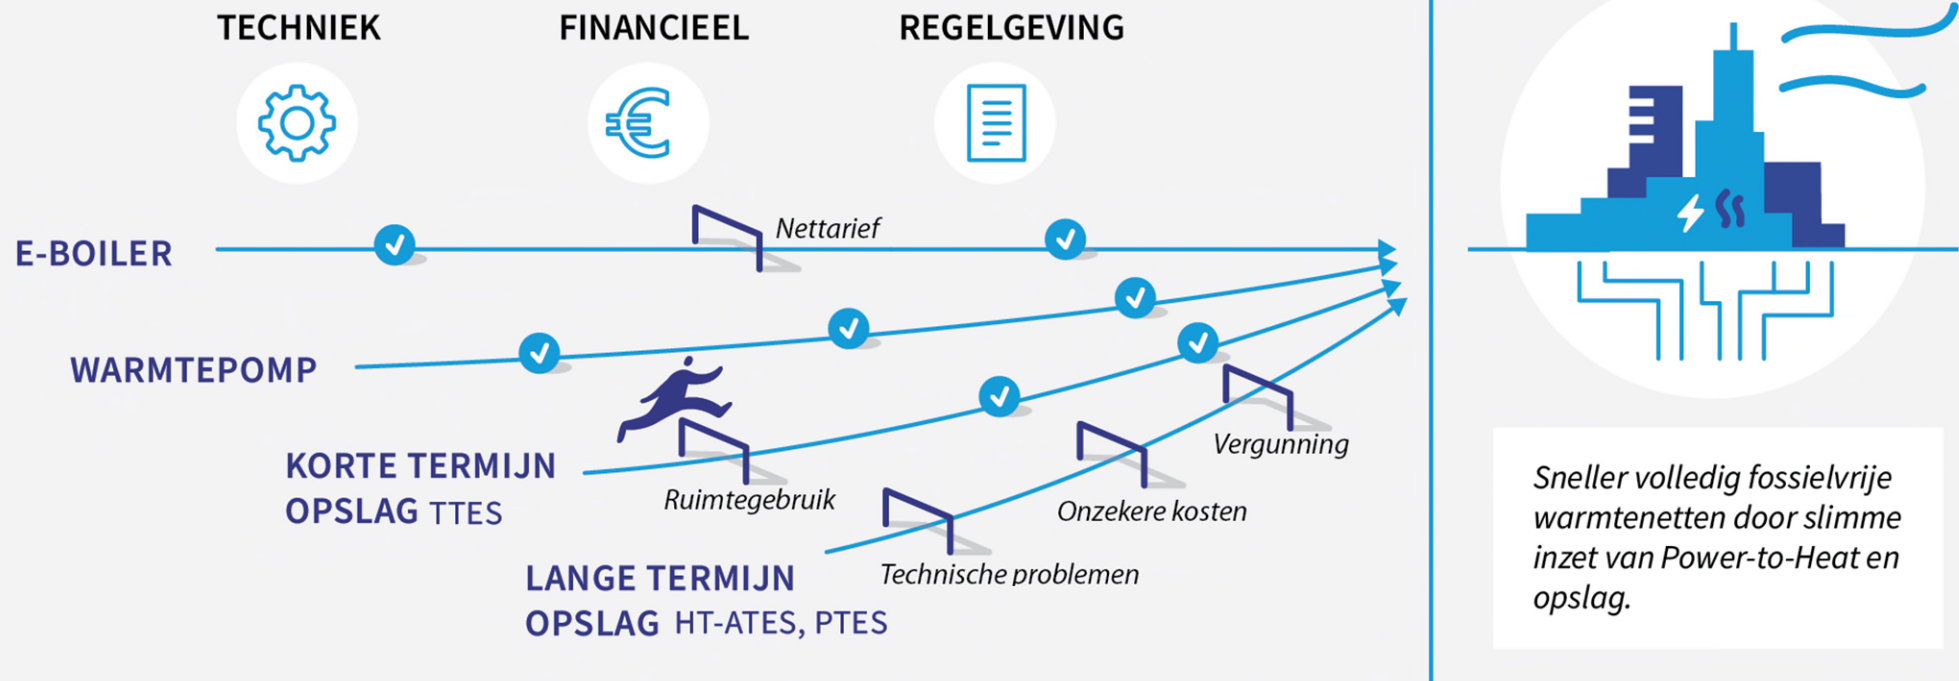 TECHNIEK
FINANCIEEL
REGELGEVING
E-BOILER
Nettarief
WARMTEPOMP
KORTE TERMIJN
OPSLAG TTES
Ruimtegebruik
Vergunning
Onzekere kosten
LANGE TERMIJN
OPSLAG HT-ATES, PTES
Technische problemen
Sneller volledig fossielvrije
warmtenetten door slimme
inzet van Power-to-Heat en
opslag.